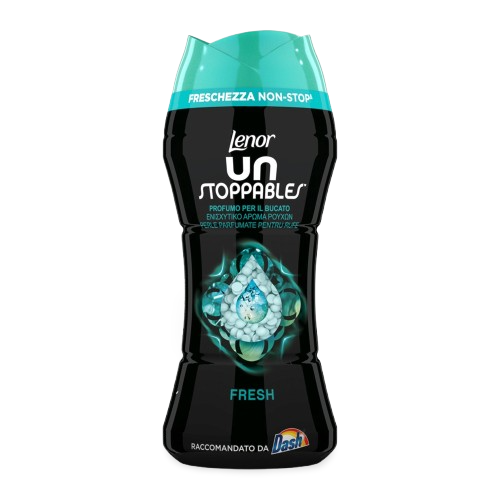 FRESCHEZZA NON-STOP*
Lenor
UN
STOPPABLES
PROFUMO PER IL BUCATO
ΕΝΙΣΧΥΤΙΚΟ ΑΡΩΜΑ ΡΟΥΧΩΝ
PERLE PARFUMATE PENTRU RUFE
FRESH
RACCOMANDATO DA Dash